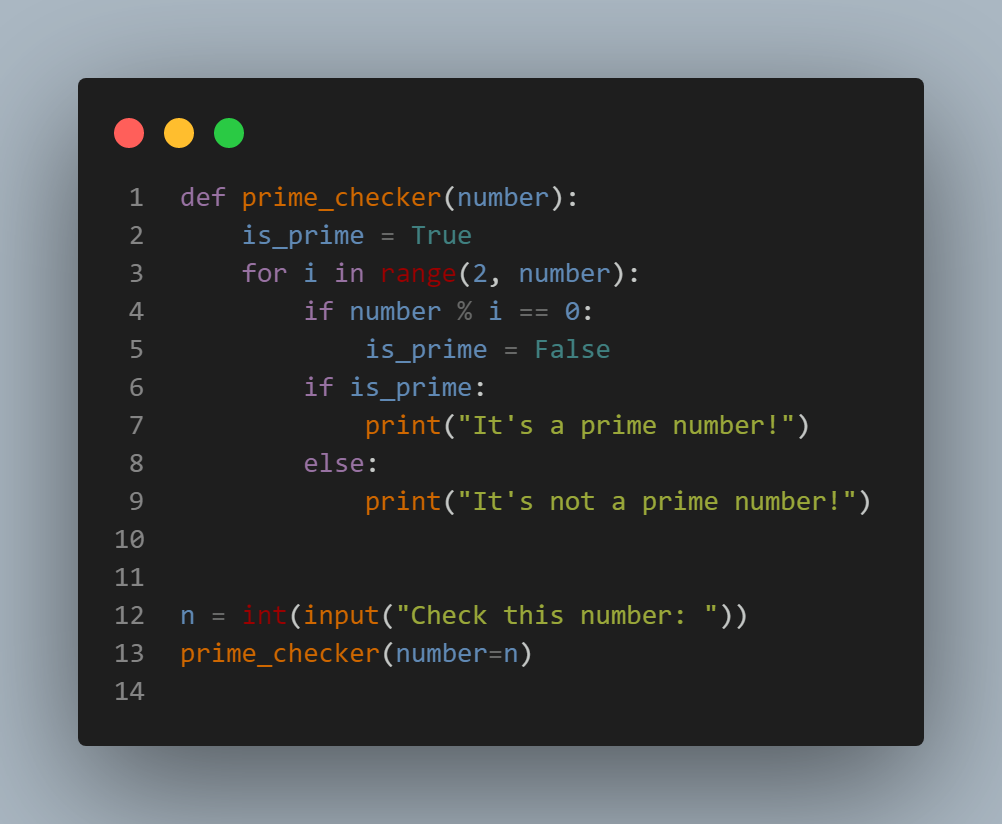 1 def prime_checker(number):
2     is_prime = True
3     for i in range(2, number):
4         if number % i == 0:
5             is_prime = False
6         if is_prime:
7             print("It's a prime number!")
8         else:
9             print("It's not a prime number!")
10
11
12 n = int(input("Check this number: "))
13 prime_checker(number=n)
14